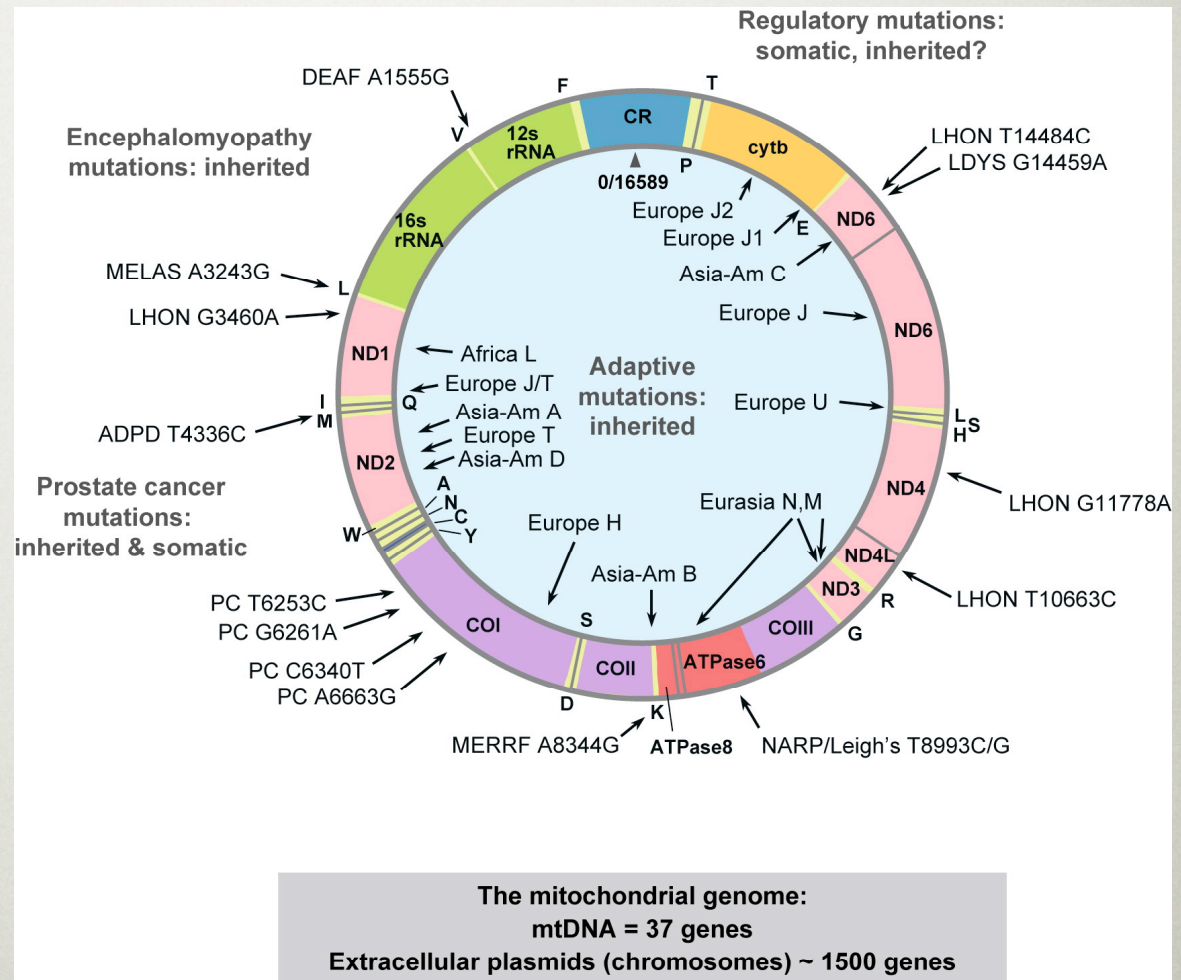 Regulatory mutations:
somatic, inherited?
DEAF A1555G
Encephalomyopathy
mutations: inherited
F
T
V
12s
rRNA
CR
P
cytb
0/16589
LHON T14484C
LDYS G14459A
Europe J2
Europe J1
E
ND6
16s
rRNA
Asia-Am C
MELAS A3243G
L
LHON G3460A
Europe J
ND6
ND1
Africa L
Adaptive
mutations:
inherited
Europe J/T
I
Q
M
Europe U
L
S
H
ADPD T4336C
Asia-Am A
Europe T
Asia-Am D
ND2
Prostate cancer
mutations:
inherited & somatic
A
N
C
Y
W
ND4
LHON G11778A
Eurasia N,M
Europe H
Asia-Am B
ND4L
ND3
R
LHON T10663C
G
PC T6253C
PC G6261A
PC C6340T
PC A6663G
COI
S
COIII
COII
ATPase6
D
K
MERRF A8344G
ATPase8
NARP/Leigh's T8993C/G
The mitochondrial genome:
mtDNA = 37 genes
Extracellular plasmids (chromosomes) ~ 1500 genes